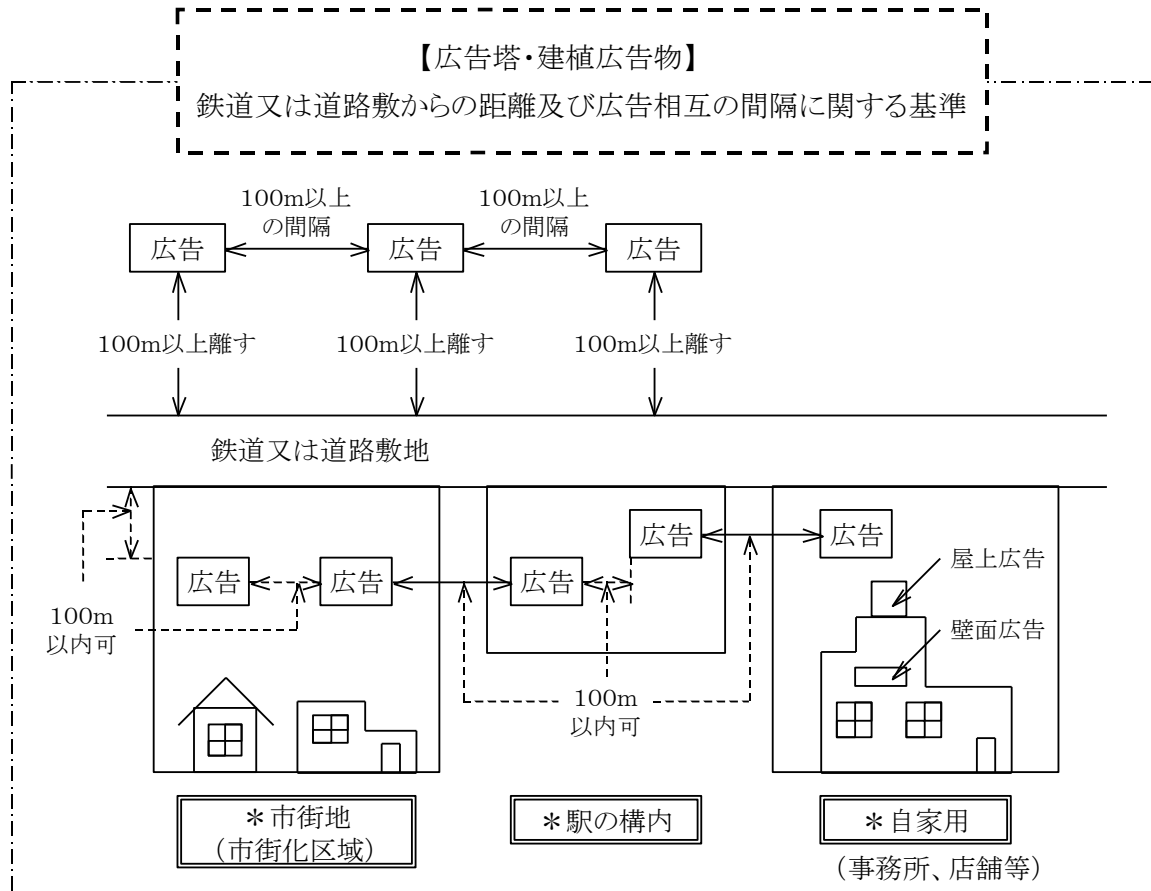 【広告塔・建植広告物】
鉄道又は道路敷からの距離及び広告相互の間隔に関する基準
100m以上
の間隔
100m以上
の間隔
広告
広告
広告
100m以上離す
100m以上離す
100m以上離す
鉄道又は道路敷地
広告
広告
広告
広告
広告
100m
以内可
屋上広告
壁面広告
100m
以内可
＊市街地
（市街化区域）
＊駅の構内
＊自家用
（事務所、店舗等）